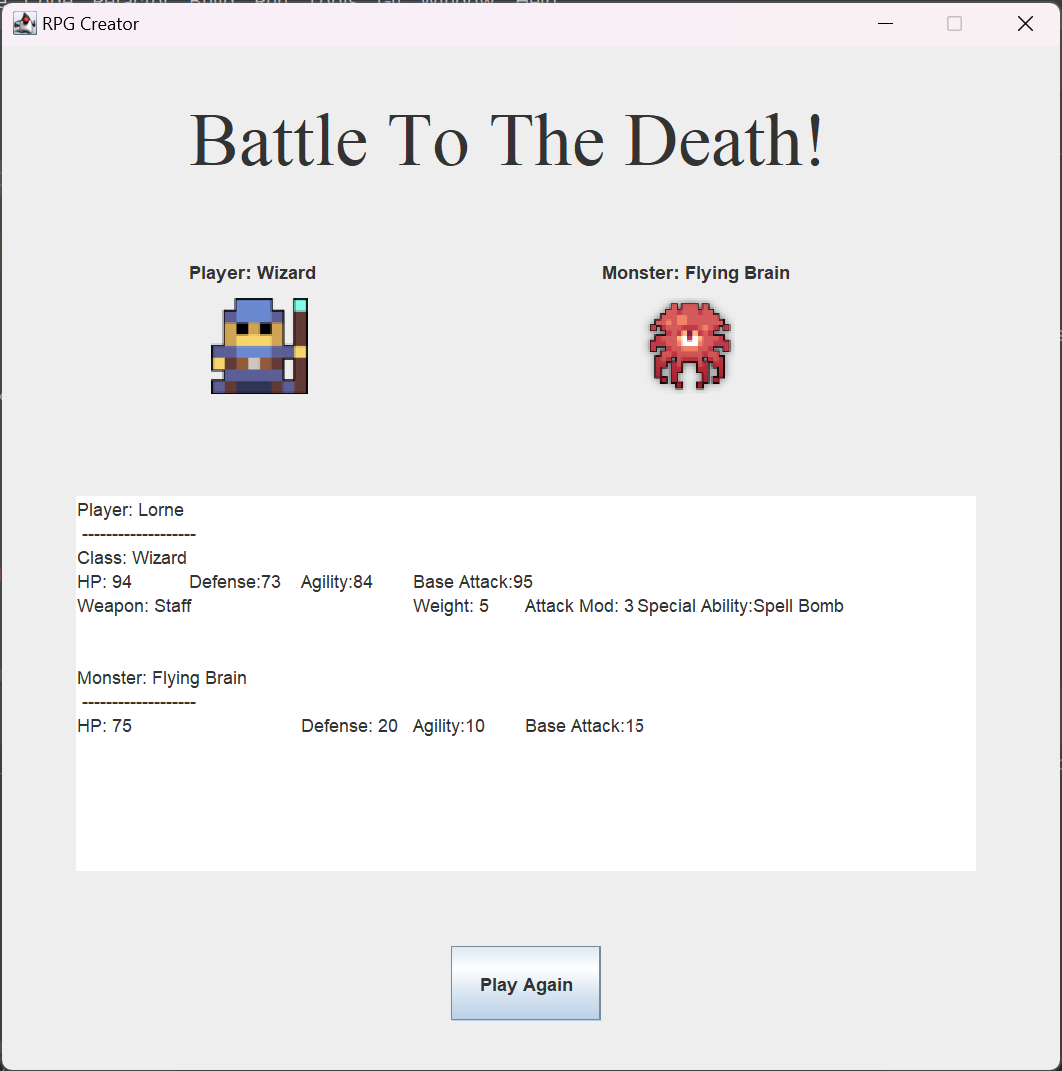 RPG Creator
Battle To The Death!
Player: Wizard Monster: Flying Brain
Player: Lorne
-------------------
Class: Wizard
HP: 94 Defense:73 Agility:84 Base Attack:95
Weapon: Staff Weight: 5 Attack Mod: 3 Special Ability:Spell Bomb
Monster: Flying Brain
-------------------
HP: 75 Defense: 20 Agility:10 Base Attack:15
Play Again